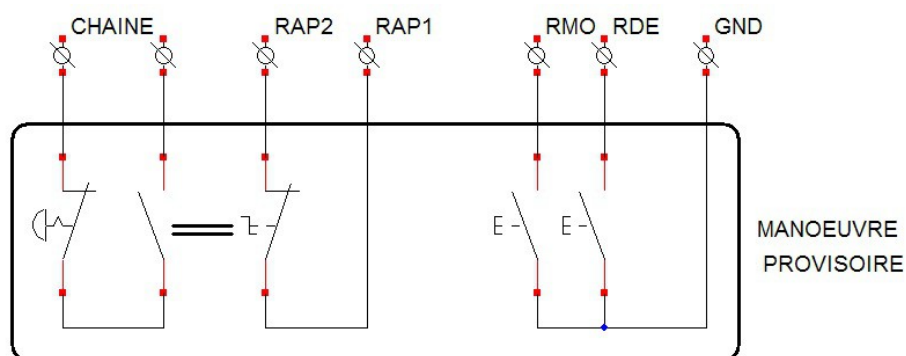 CHAINE RAP2 RAP1 RMO RDE GND
MANOEUVRE
PROVISOIRE